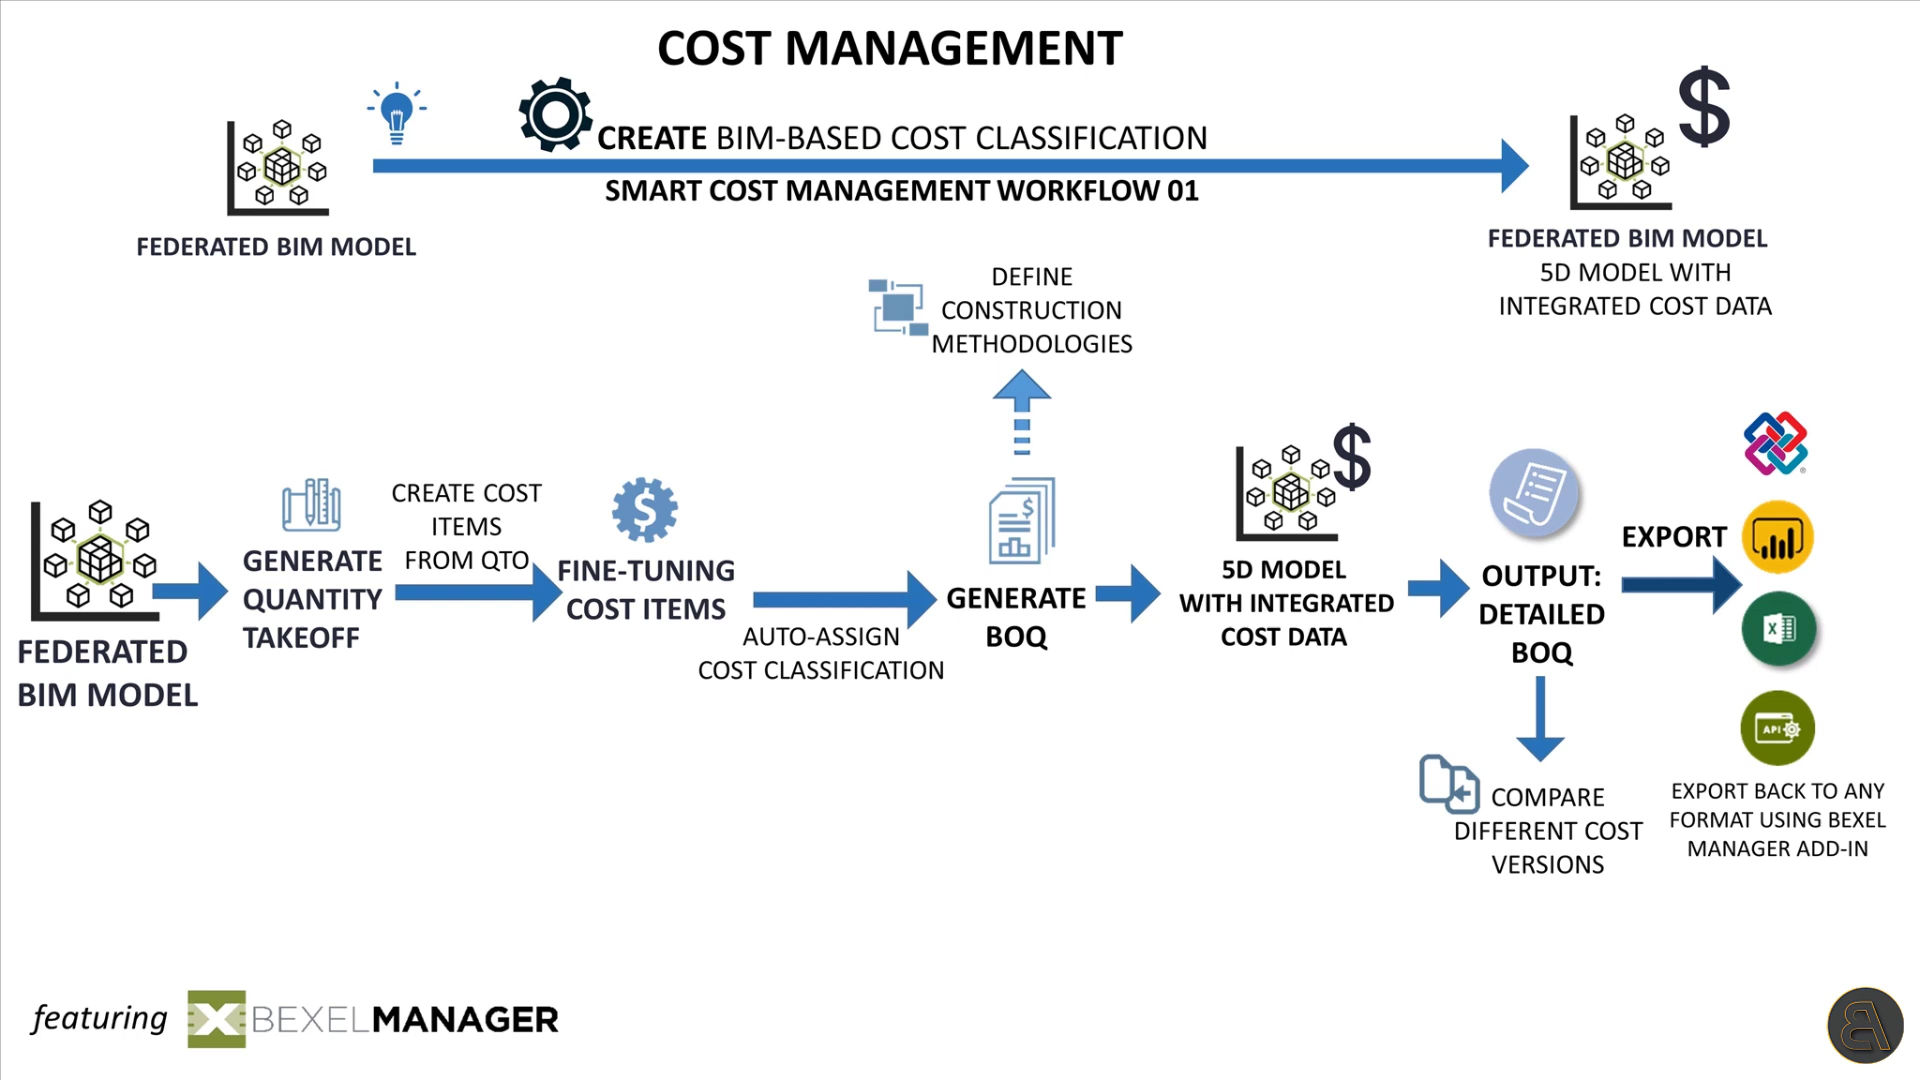 COST MANAGEMENT
CREATE BIM-BASED COST CLASSIFICATION
SMART COST MANAGEMENT WORKFLOW 01
FEDERATED BIM MODEL
$
FEDERATED BIM MODEL
5D MODEL WITH
INTEGRATED COST DATA
DEFINE
CONSTRUCTION
METHODOLOGIES
FEDERATED
BIM MODEL
GENERATE
QUANTITY
TAKEOFF
CREATE COST
ITEMS
FROM QTO
$
FINE-TUNING
COST ITEMS
AUTO-ASSIGN
COST CLASSIFICATION
$
GENERATE
BOQ
$
5D MODEL
WITH INTEGRATED
COST DATA
OUTPUT:
DETAILED
BOQ
COMPARE
DIFFERENT COST
VERSIONS
EXPORT
X
API
EXPORT BACK TO ANY
FORMAT USING BEXEL
MANAGER ADD-IN
featuring BEXELMANAGER